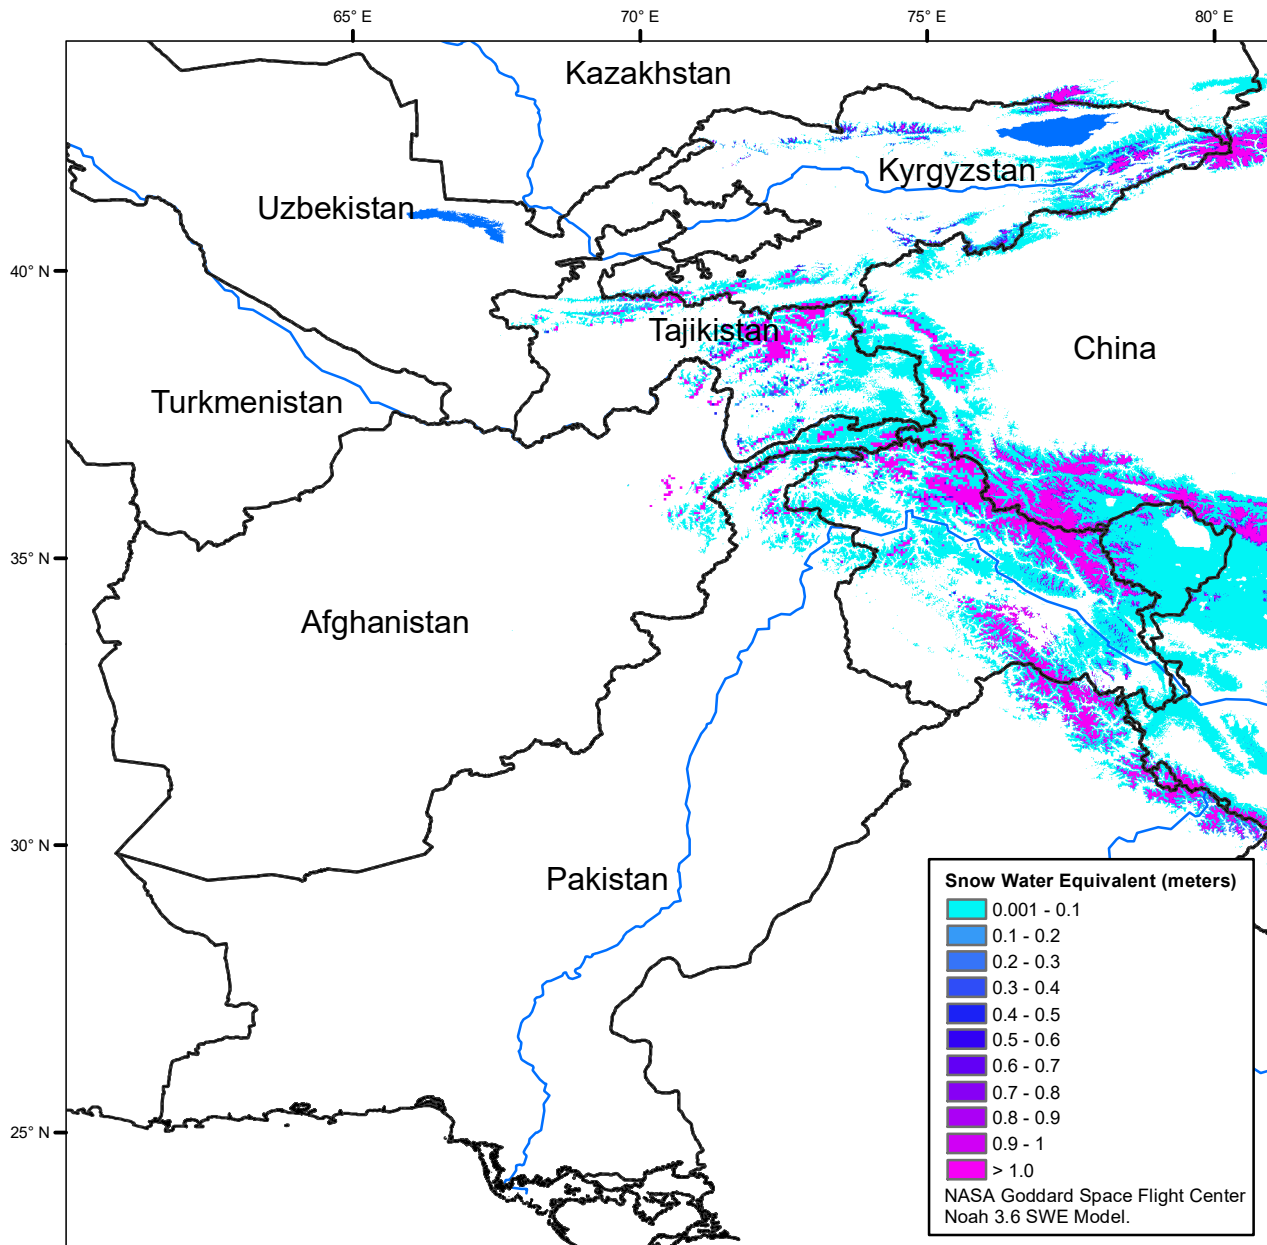 65° E
70° E
75° E
80° E
Kazakhstan
Kyrgyzstan
Uzbekistan
40° N
Tajikistan
China
Turkmenistan
35° N
Afghanistan
30° N
Pakistan
25° N
Snow Water Equivalent (meters)
0.001 - 0.1
0.1 - 0.2
0.2 - 0.3
0.3 - 0.4
0.4 - 0.5
0.5 - 0.6
0.6 - 0.7
0.7 - 0.8
0.8 - 0.9
0.9 - 1
> 1.0
NASA Goddard Space Flight Center
Noah 3.6 SWE Model.